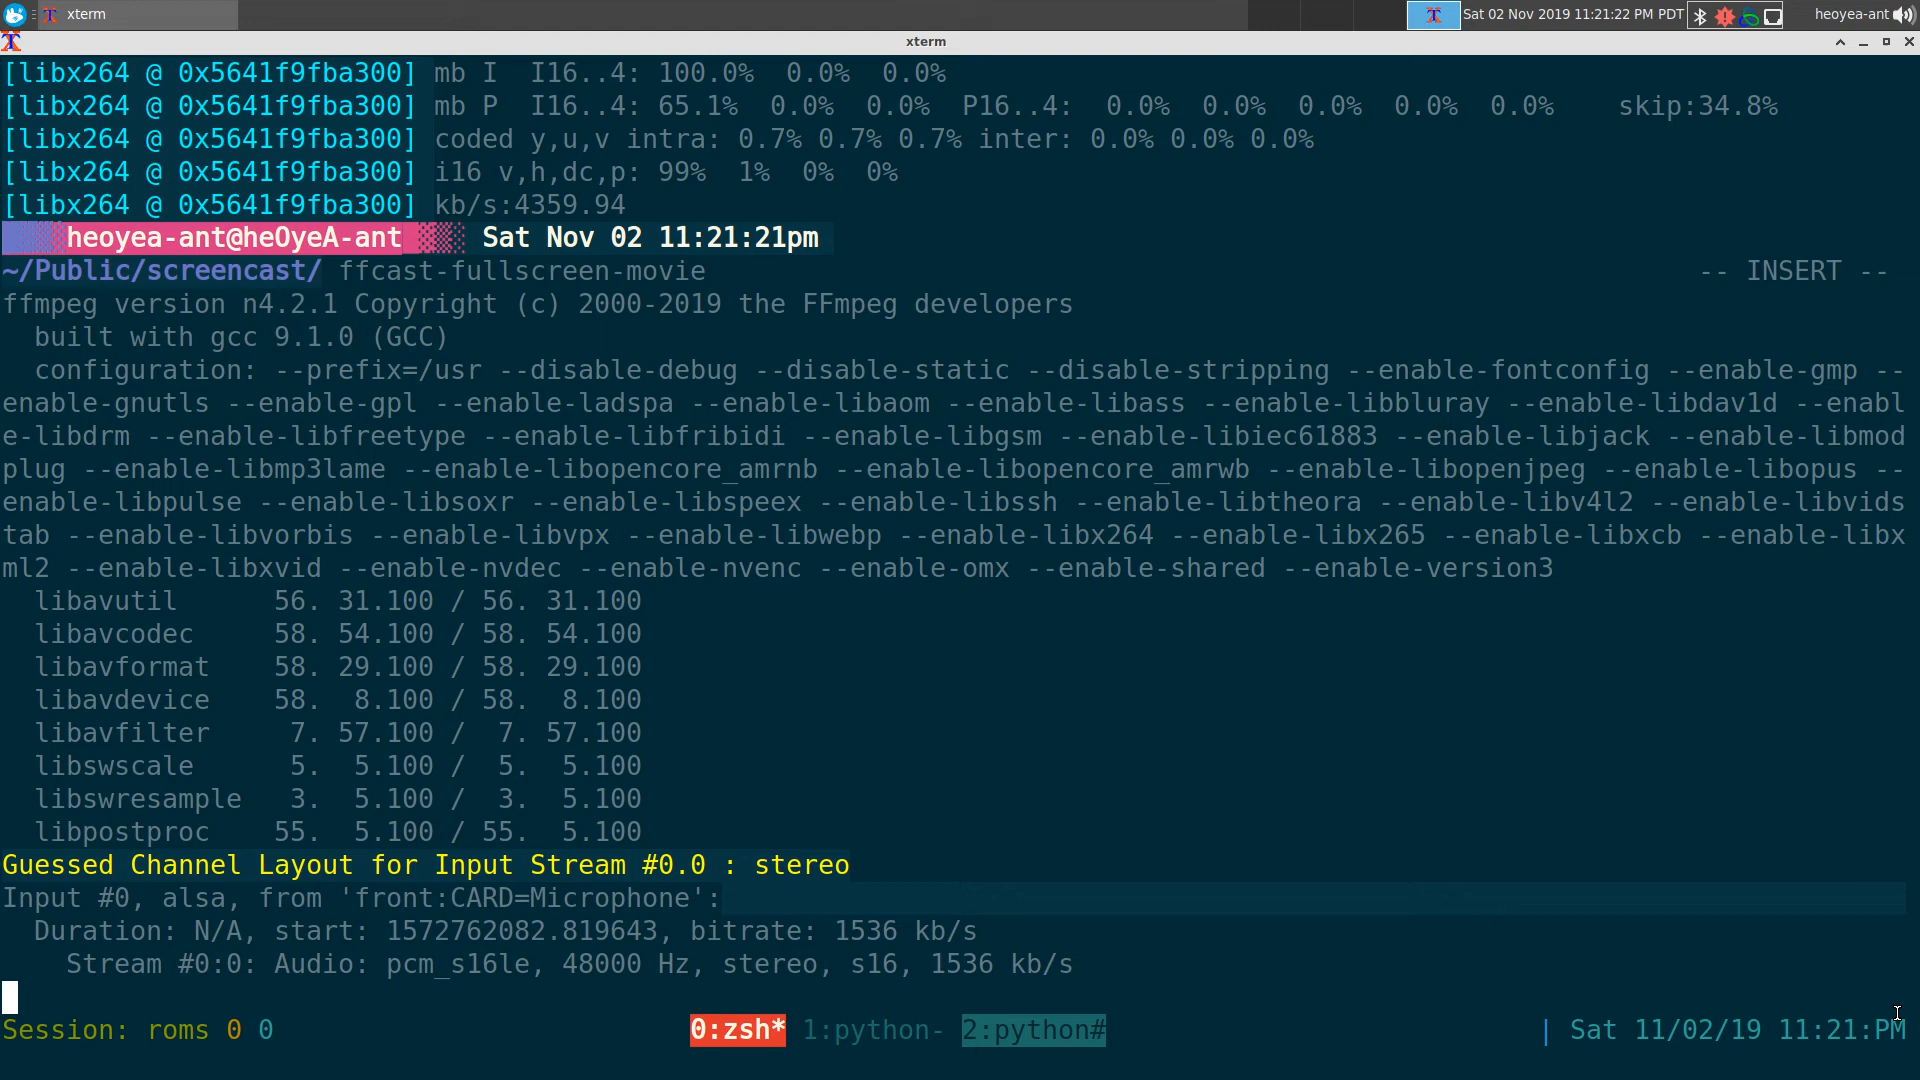 xterm
Sat 02 Nov 2019 11:21:22 PM PDT
heoyea-ant
xterm
[libx264 @ 0x5641f9fba300] mb I  I16..4: 100.0%  0.0%  0.0%
[libx264 @ 0x5641f9fba300] mb P  I16..4: 65.1%  0.0%  0.0%  P16..4:  0.0%  0.0%  0.0%  0.0%  0.0%    skip:34.8%
[libx264 @ 0x5641f9fba300] coded y,u,v intra: 0.7% 0.7% 0.7% inter: 0.0% 0.0% 0.0%
[libx264 @ 0x5641f9fba300] i16 v,h,dc,p: 99%  1%  0%  0%
[libx264 @ 0x5641f9fba300] kb/s:4359.94
heoyea-ant@heOyeA-ant Sat Nov 02 11:21:21pm
~/Public/screencast/ ffcast-fullscreen-movie -- INSERT --
ffmpeg version n4.2.1 Copyright (c) 2000-2019 the FFmpeg developers
  built with gcc 9.1.0 (GCC)
  configuration: --prefix=/usr --disable-debug --disable-static --disable-stripping --enable-fontconfig --enable-gmp --
enable-gnutls --enable-gpl --enable-ladspa --enable-libaom --enable-libass --enable-libbluray --enable-libdav1d --enabl
e-libdrm --enable-libfreetype --enable-libfribidi --enable-libgsm --enable-libiec61883 --enable-libjack --enable-libmod
plug --enable-libmp3lame --enable-libopencore_amrnb --enable-libopencore_amrwb --enable-libopenjpeg --enable-libopus --
enable-libpulse --enable-libsoxr --enable-libspeex --enable-libssh --enable-libtheora --enable-libv4l2 --enable-libvids
tab --enable-libvorbis --enable-libvpx --enable-libwebp --enable-libx264 --enable-libx265 --enable-libxcb --enable-libx
ml2 --enable-libxvid --enable-nvdec --enable-nvenc --enable-omx --enable-shared --enable-version3
  libavutil      56. 31.100 / 56. 31.100
  libavcodec     58. 54.100 / 58. 54.100
  libavformat    58. 29.100 / 58. 29.100
  libavdevice    58.  8.100 / 58.  8.100
  libavfilter     7. 57.100 /  7. 57.100
  libswscale      5.  5.100 /  5.  5.100
  libswresample   3.  5.100 /  3.  5.100
  libpostproc    55.  5.100 / 55.  5.100
Guessed Channel Layout for Input Stream #0.0 : stereo
Input #0, alsa, from 'front:CARD=Microphone':
  Duration: N/A, start: 1572762082.819643, bitrate: 1536 kb/s
    Stream #0:0: Audio: pcm_s16le, 48000 Hz, stereo, s16, 1536 kb/s
Session: roms 0 0 0:zsh* 1:python- 2:python# | Sat 11/02/19 11:21:PM